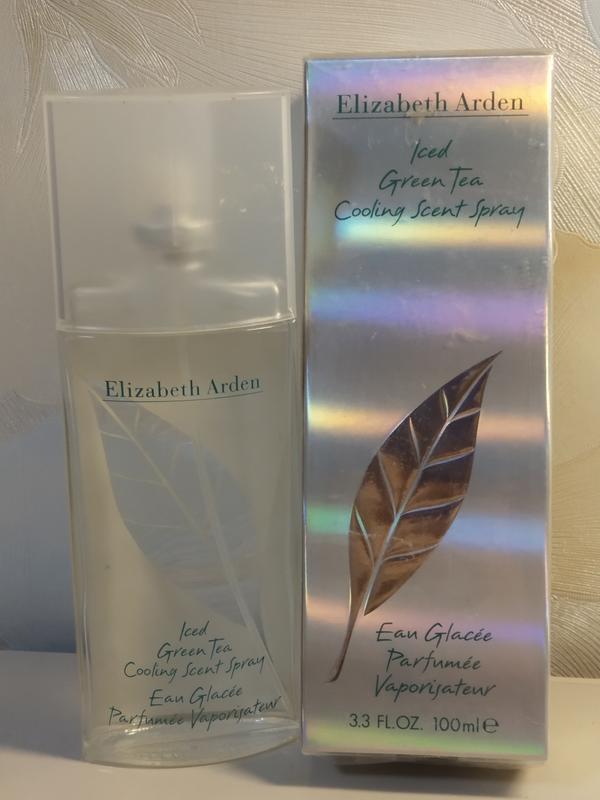 Elizabeth Arden
Iced
Green Tea
Cooling Scent Spray
Eau Glacée
Parfumée Vaporisateur
Elizabeth Arden
Iced
Green Tea
Cooling Scent Spray
Eau Glacée
Parfumée
Vaporisateur
3.3 FL.OZ. 100ml℮